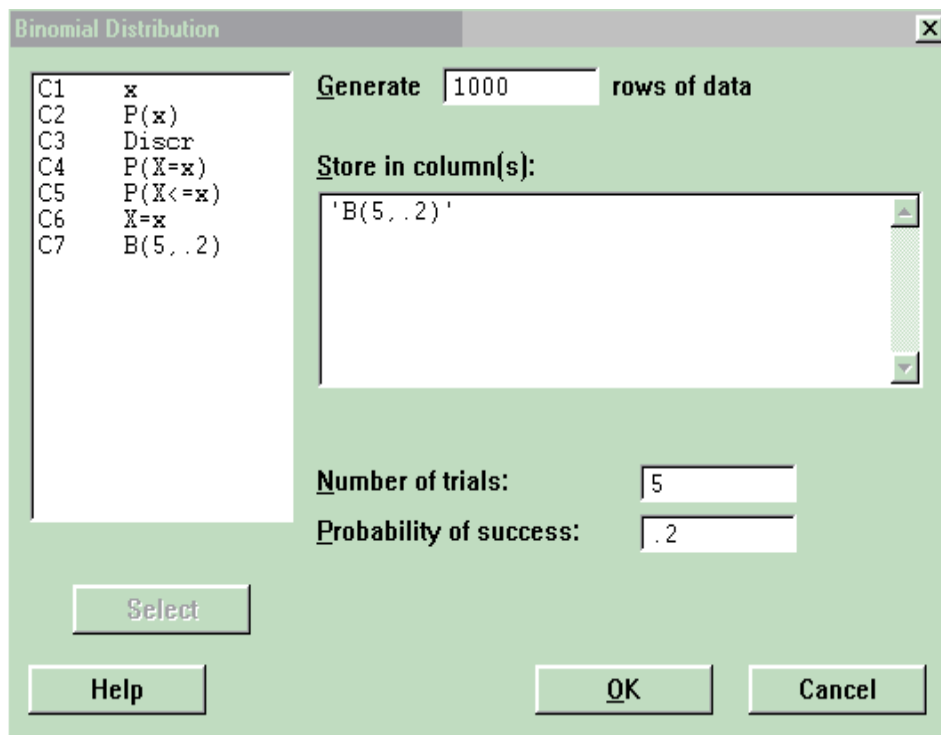 Binomial Distribution
C1 x
C2 P(x)
C3 Discr
C4 P(X=x)
C5 P(X<=x)
C6 X=x
C7 B(5,.2)
Generate 1000 rows of data
Store in column(s):
'B(5,.2)'
Number of trials: 5
Probability of success: .2
Select
Help OK Cancel